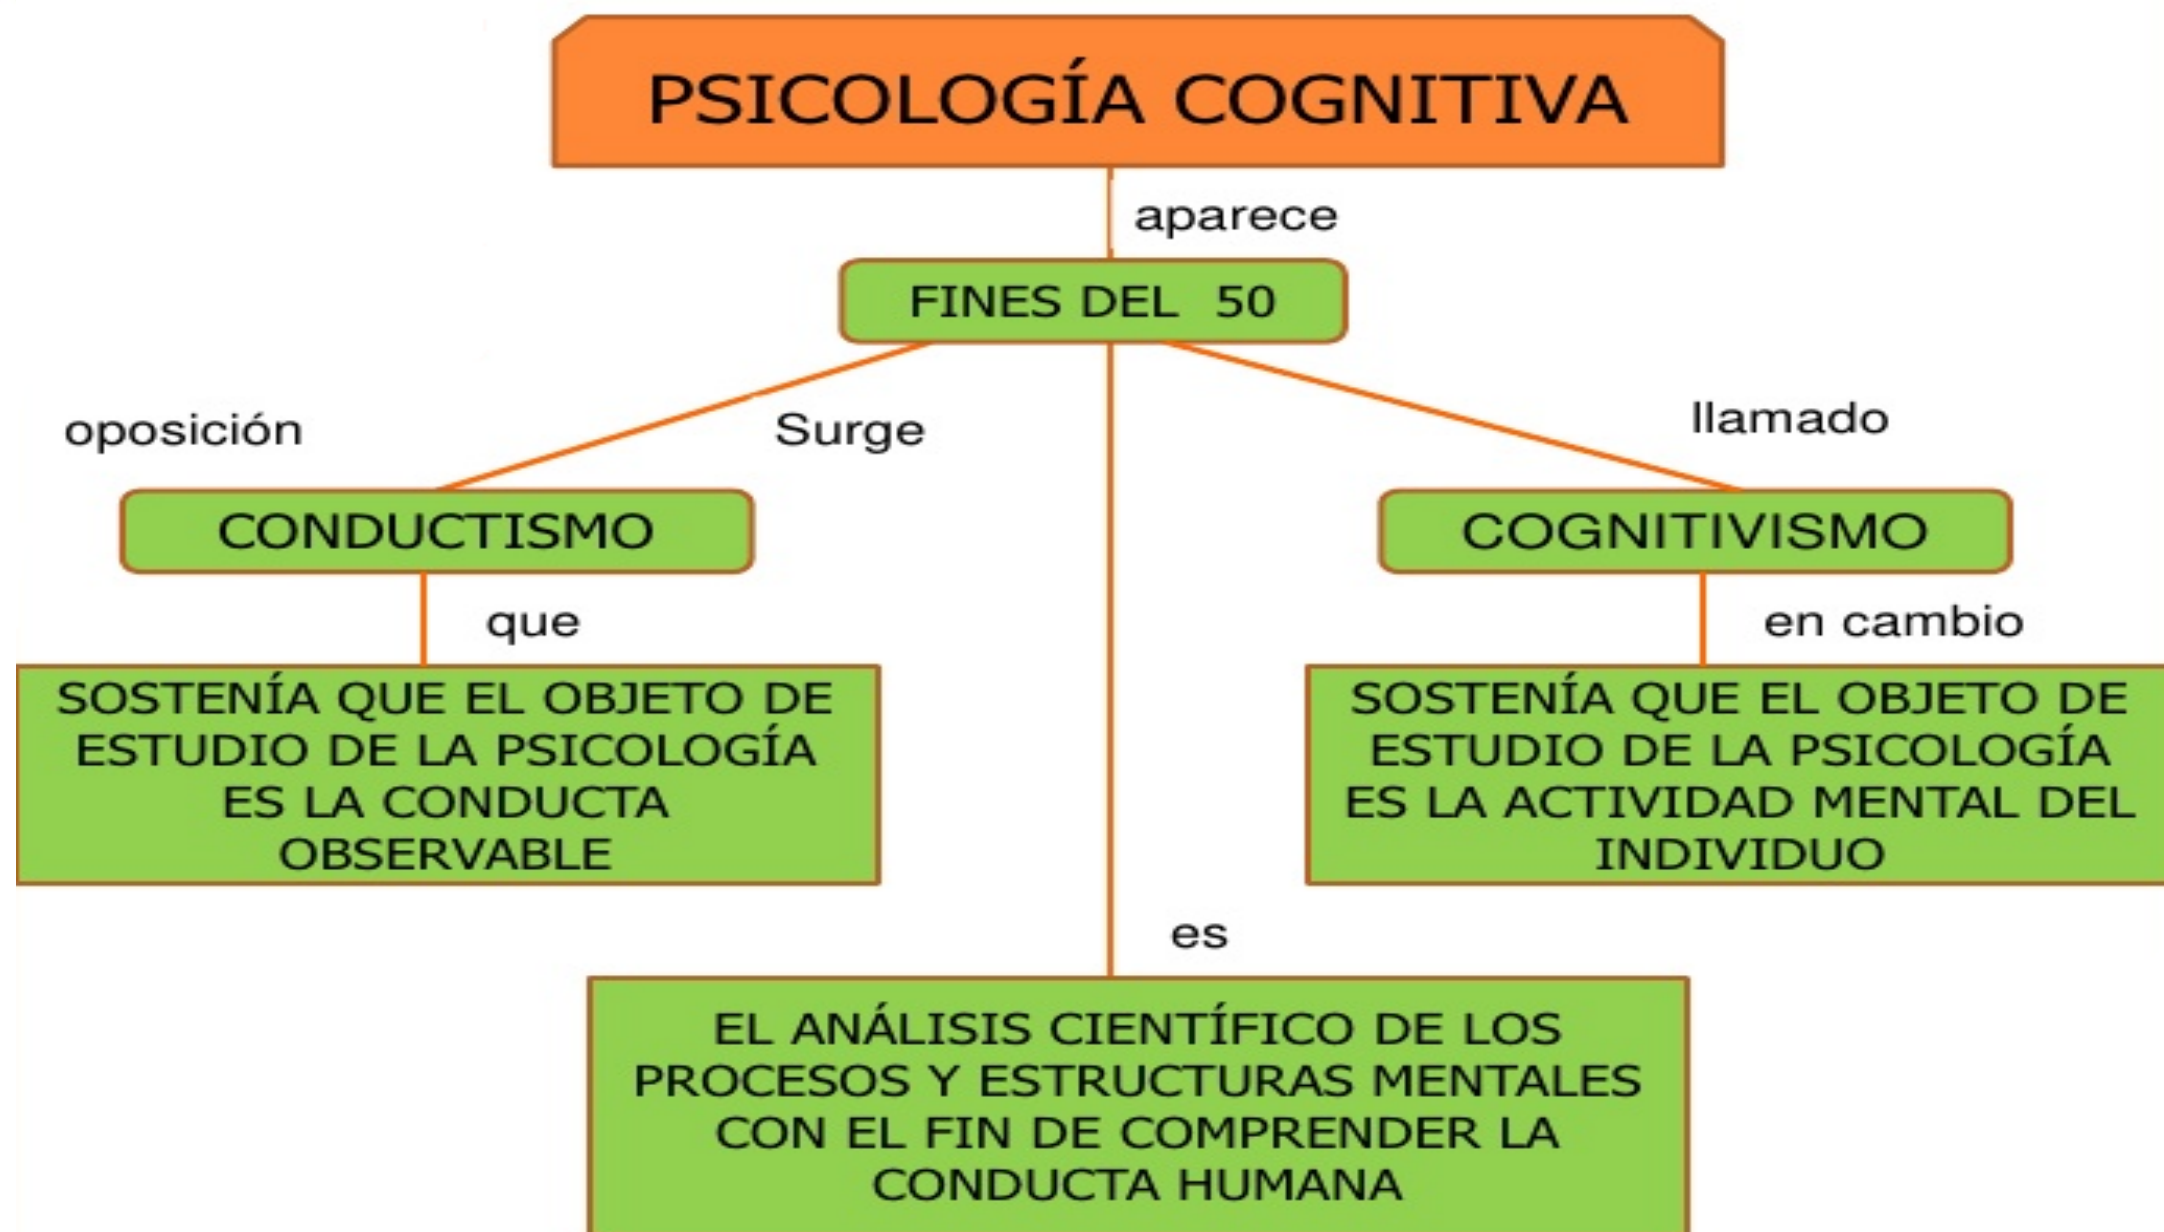 PSICOLOGÍA COGNITIVA
aparece
FINES DEL 50
oposición
Surge
llamado
CONDUCTISMO
COGNITIVISMO
que
en cambio
SOSTENÍA QUE EL OBJETO DE
ESTUDIO DE LA PSICOLOGÍA
ES LA CONDUCTA
OBSERVABLE
SOSTENÍA QUE EL OBJETO DE
ESTUDIO DE LA PSICOLOGÍA
ES LA ACTIVIDAD MENTAL DEL
INDIVIDUO
es
EL ANÁLISIS CIENTÍFICO DE LOS
PROCESOS Y ESTRUCTURAS MENTALES
CON EL FIN DE COMPRENDER LA
CONDUCTA HUMANA